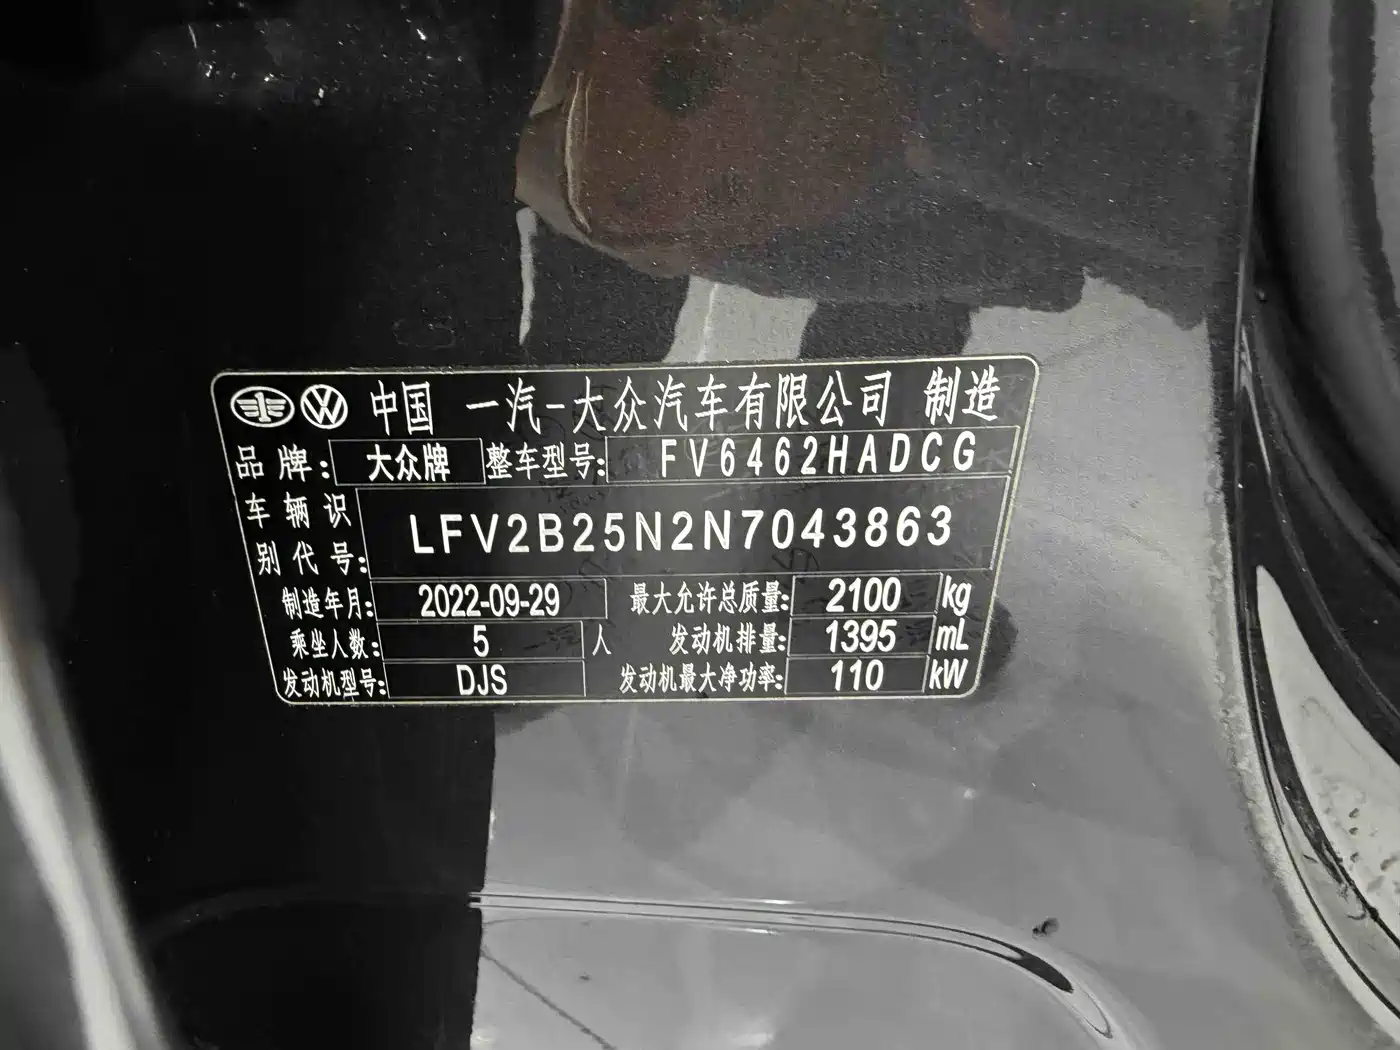 中国 一汽-大众汽车有限公司 制造
品牌: 大众牌 整车型号: FV6462HADCG
车辆识别代号: LFV2B25N2N7043863
制造年月: 2022-09-29 最大允许总质量: 2100 kg
乘坐人数: 5 人 发动机排量: 1395 mL
发动机型号: DJS 发动机最大净功率: 110 kW